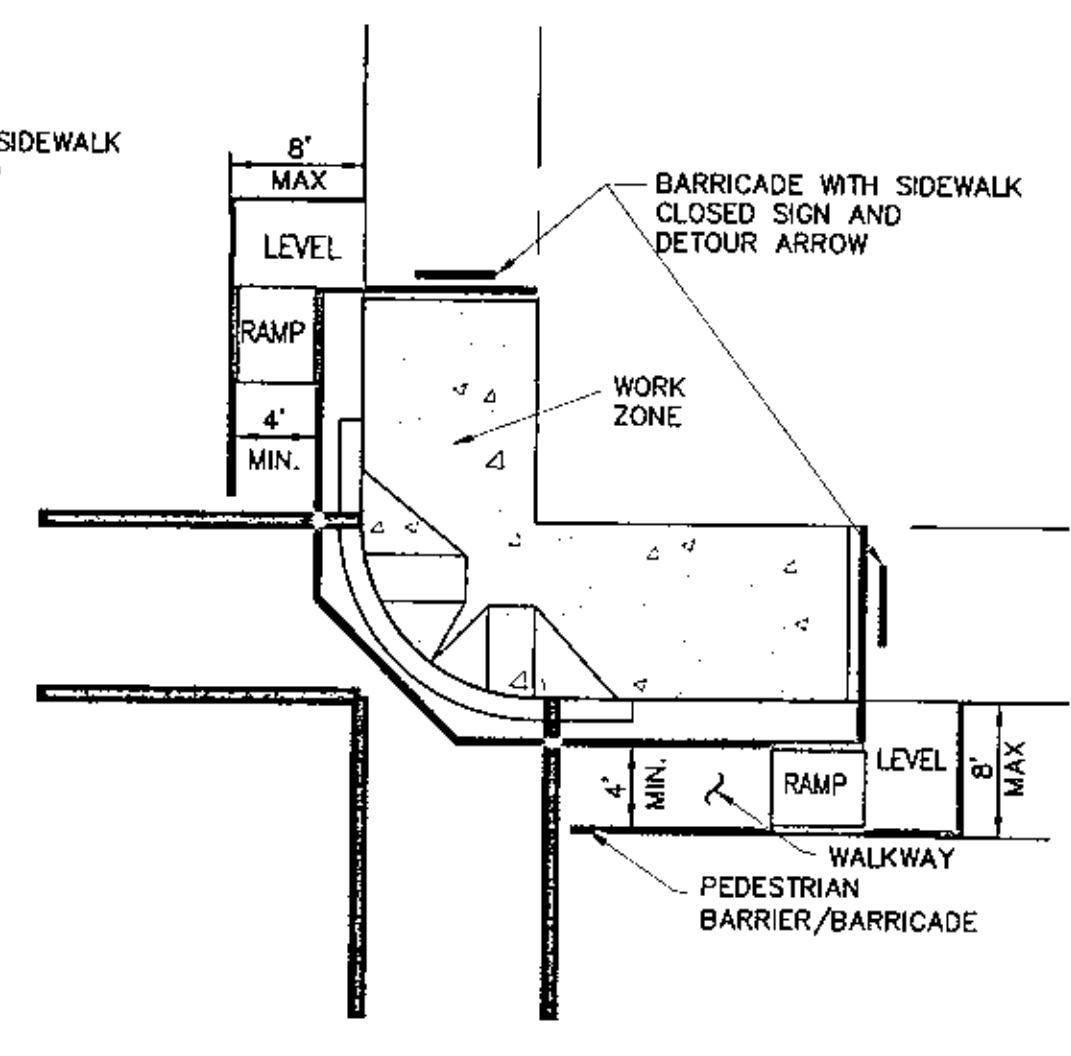 SIDEWALK
8'
MAX
BARRICADE WITH SIDEWALK
CLOSED SIGN AND
DETOUR ARROW
LEVEL
RAMP
WORK
ZONE
4'
MIN.
4'
MIN.
RAMP
LEVEL
8'
MAX
WALKWAY
PEDESTRIAN
BARRIER/BARRICADE